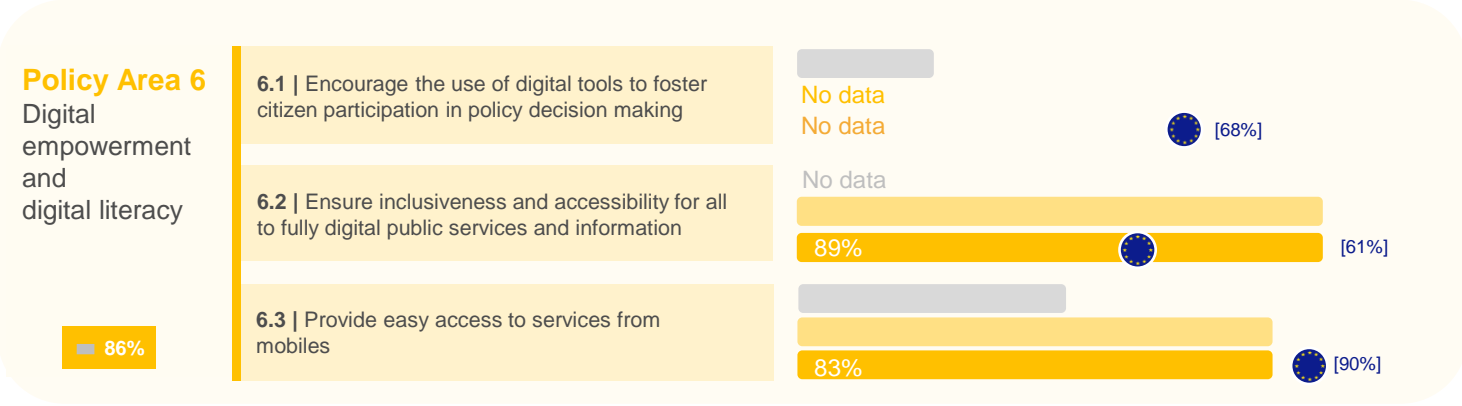 Policy Area 6
Digital
empowerment
and
digital literacy
86%
6.1 | Encourage the use of digital tools to foster
citizen participation in policy decision making
No data
No data
[68%]
6.2 | Ensure inclusiveness and accessibility for all
to fully digital public services and information
No data
89%
[61%]
6.3 | Provide easy access to services from
mobiles
83%
[90%]